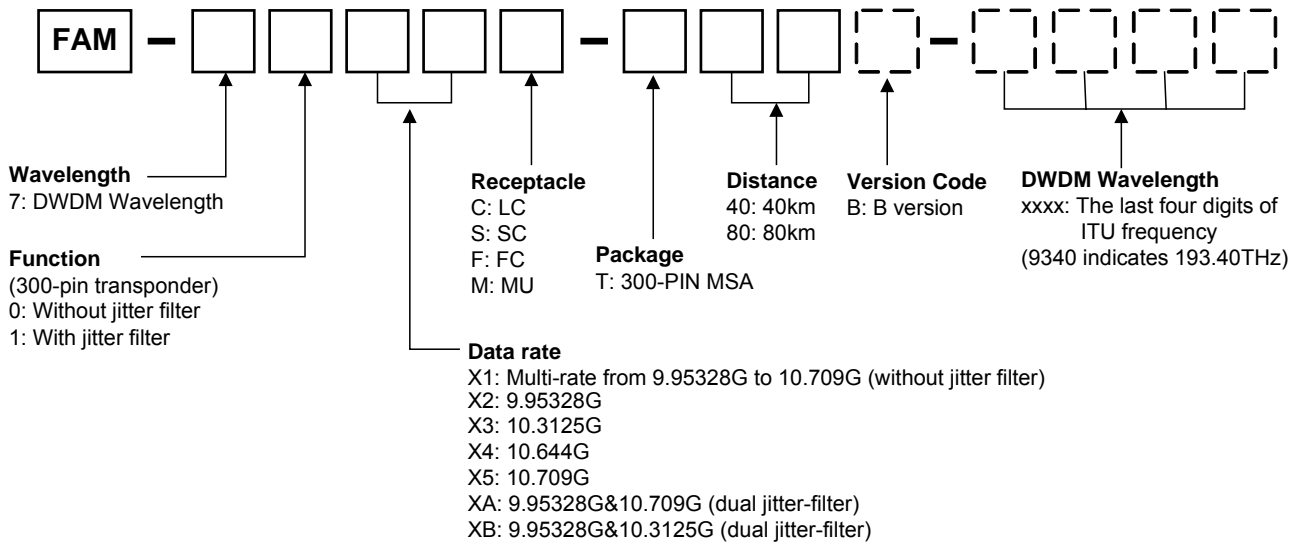 FAM
Wavelength
7: DWDM Wavelength
Function
(300-pin transponder)
0: Without jitter filter
1: With jitter filter
Data rate
X1: Multi-rate from 9.95328G to 10.709G (without jitter filter)
X2: 9.95328G
X3: 10.3125G
X4: 10.644G
X5: 10.709G
XA: 9.95328G&10.709G (dual jitter-filter)
XB: 9.95328G&10.3125G (dual jitter-filter)
Receptacle
C: LC
S: SC
F: FC
M: MU
Package
T: 300-PIN MSA
Distance
40: 40km
80: 80km
Version Code
B: B version
DWDM Wavelength
xxxx: The last four digits of
ITU frequency
(9340 indicates 193.40THz)